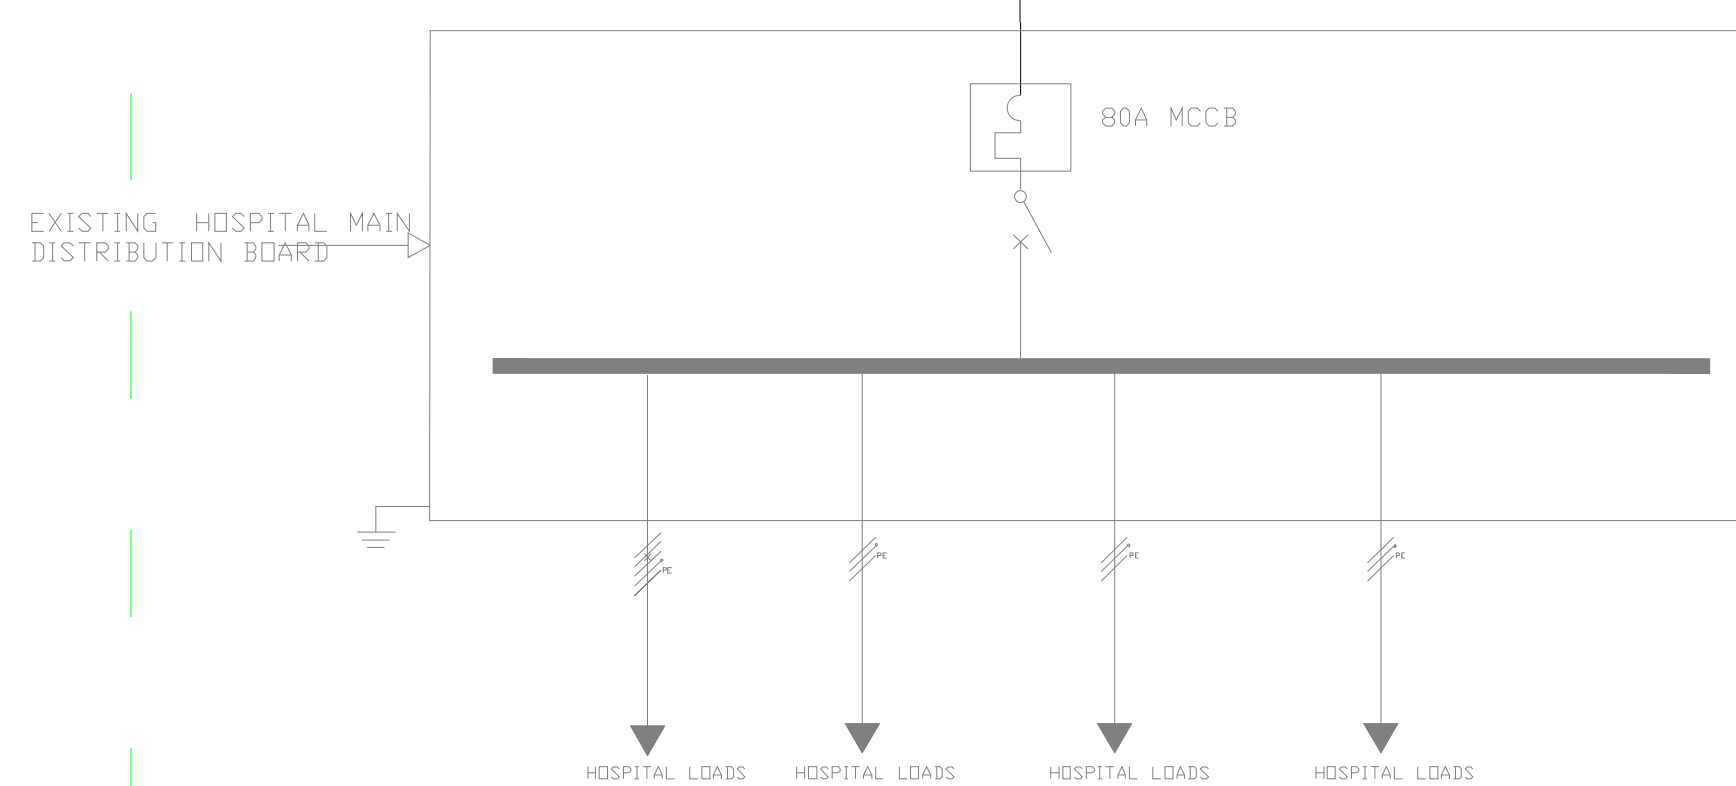 80A MCCB
EXISTING HOSPITAL MAIN
DISTRIBUTION BOARD
PE
PE
PE
PE
HOSPITAL LOADS
HOSPITAL LOADS
HOSPITAL LOADS
HOSPITAL LOADS